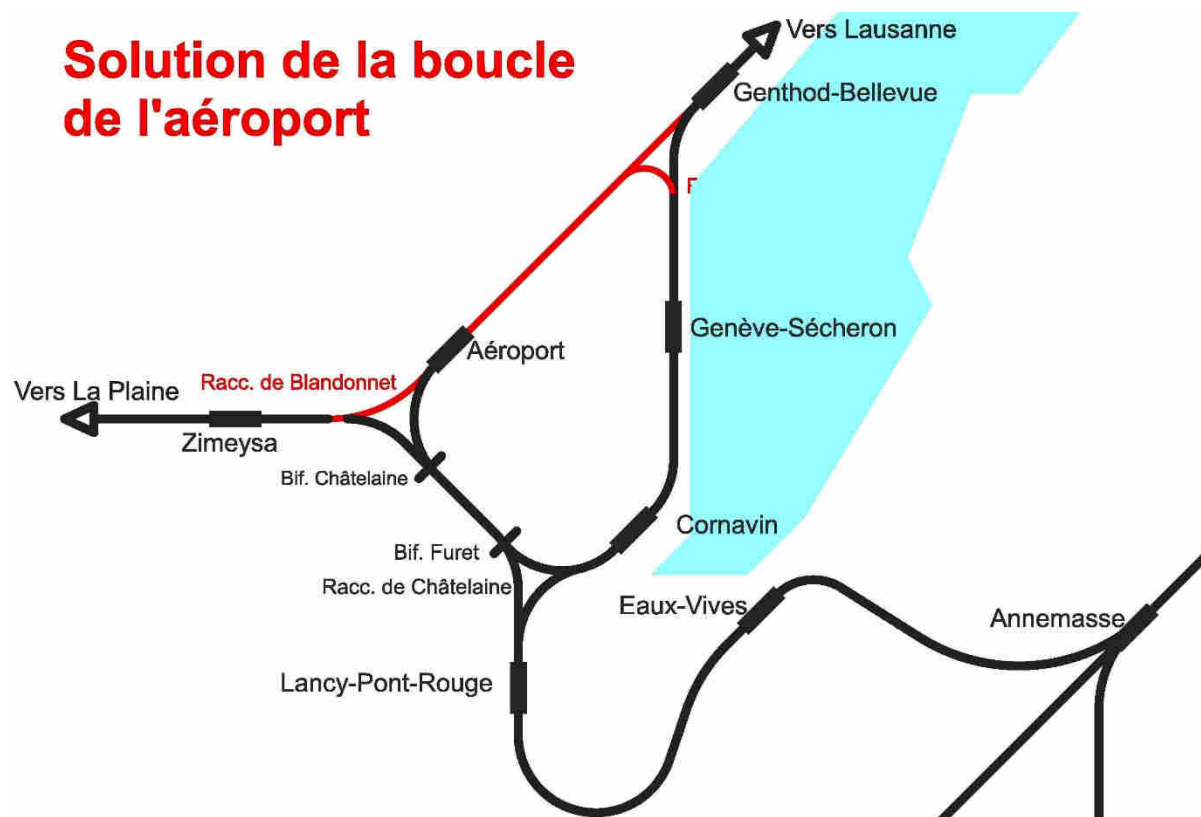 Solution de la boucle
de l'aéroport
Vers Lausanne
Genthod-Bellevue
Genève-Sécheron
Aéroport
Racc. de Blandonnet
Vers La Plaine
Zimeysa
Bif. Châtelaine
Cornavin
Bif. Furet
Racc. de Châtelaine
Eaux-Vives
Annemasse
Lancy-Pont-Rouge